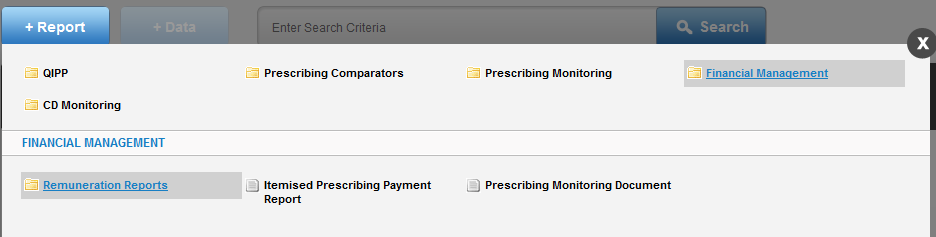 + Report
+ Data
Enter Search Criteria
Search
X
QIPP
Prescribing Comparators
Prescribing Monitoring
Financial Management
CD Monitoring
FINANCIAL MANAGEMENT
Remuneration Reports
Itemised Prescribing Payment
Report
Prescribing Monitoring Document